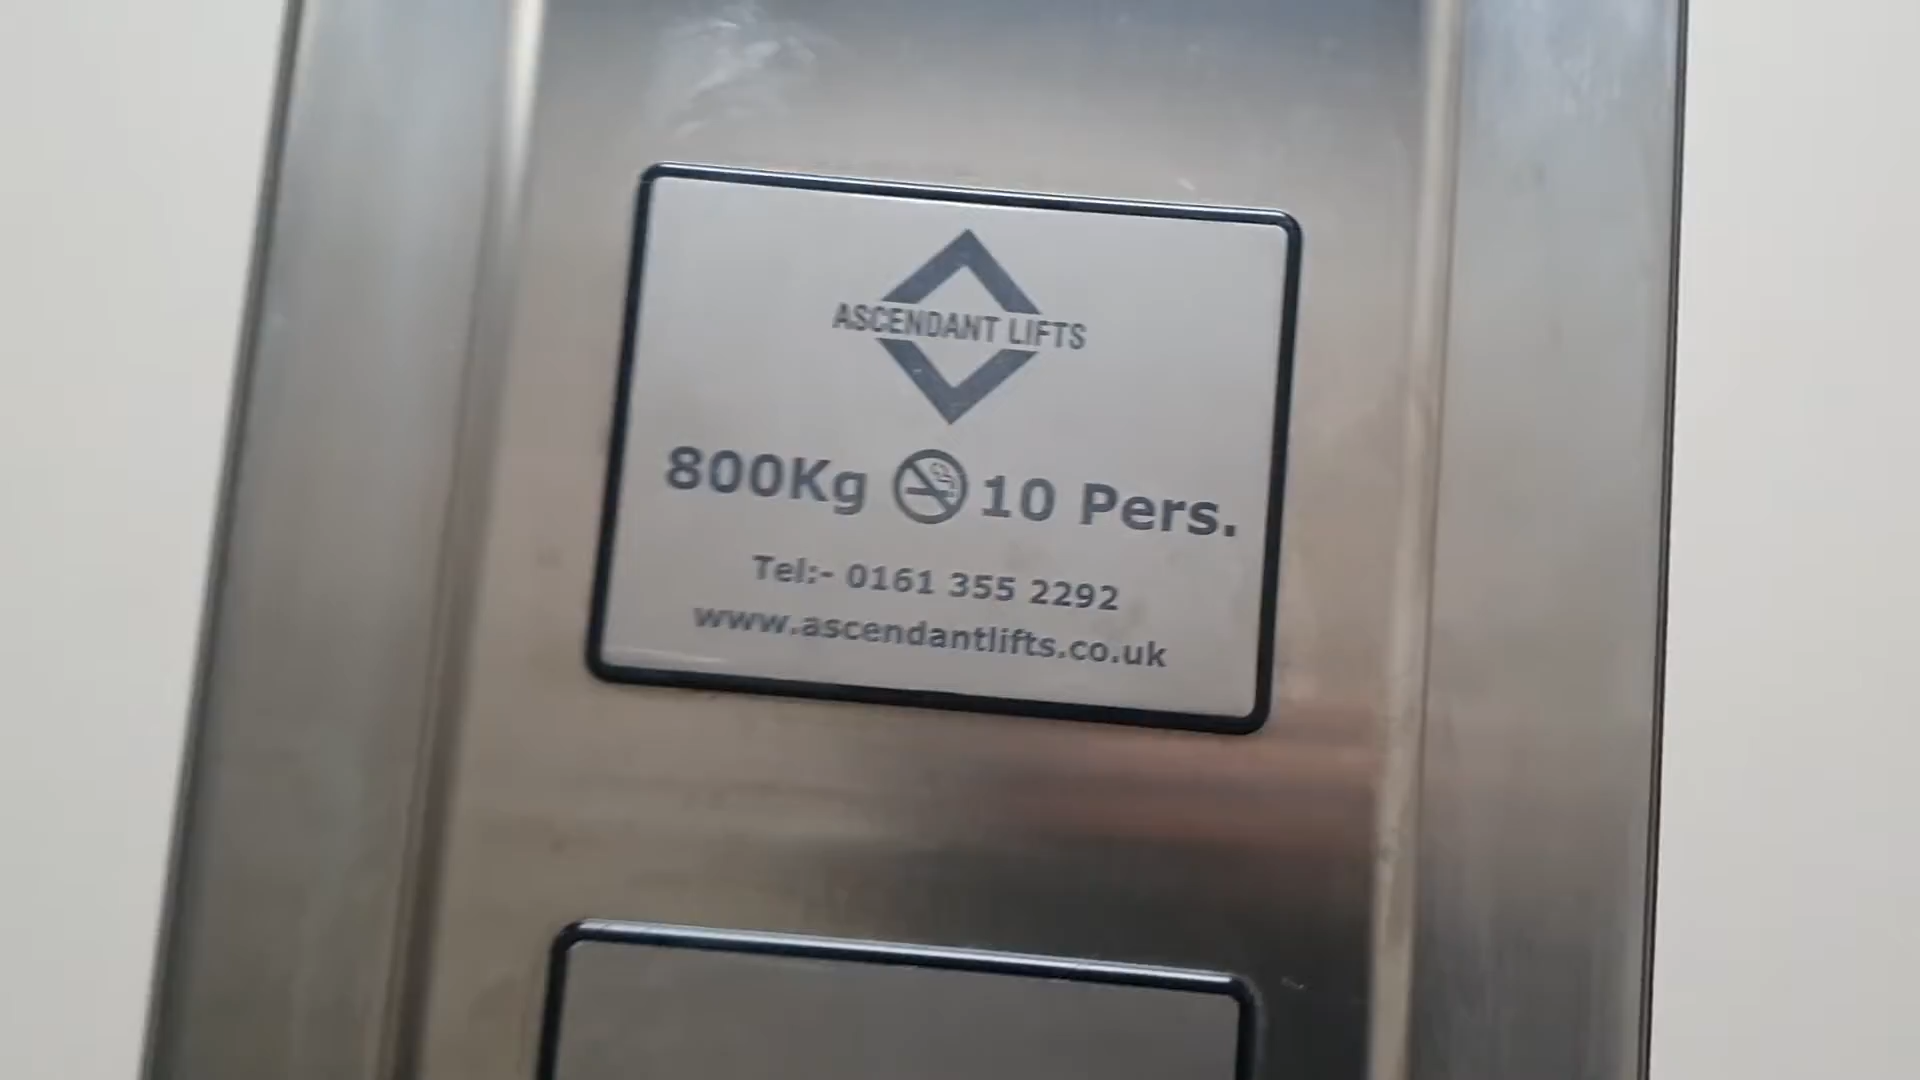 ASCENDANT LIFTS
800Kg 10 Pers.
Tel:- 0161 355 2292
www.ascendantlifts.co.uk